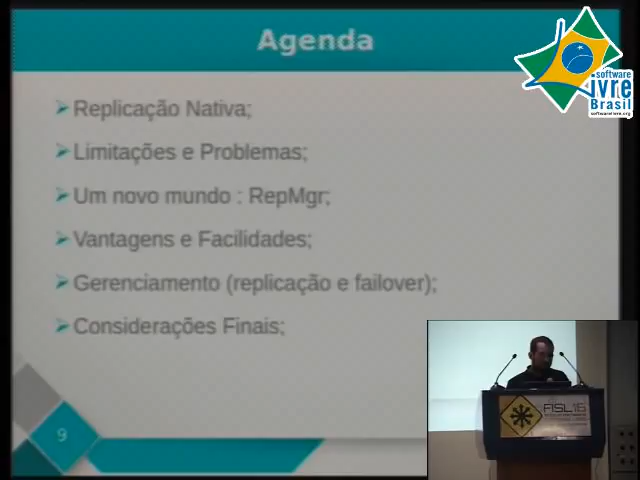 Agenda
Replicação Nativa;
Limitações e Problemas;
Um novo mundo : RepMgr;
Vantagens e Facilidades;
Gerenciamento (replicação e failover);
Considerações Finais;
9
software
livre
Brasil
softwarelivre.org
FISL16